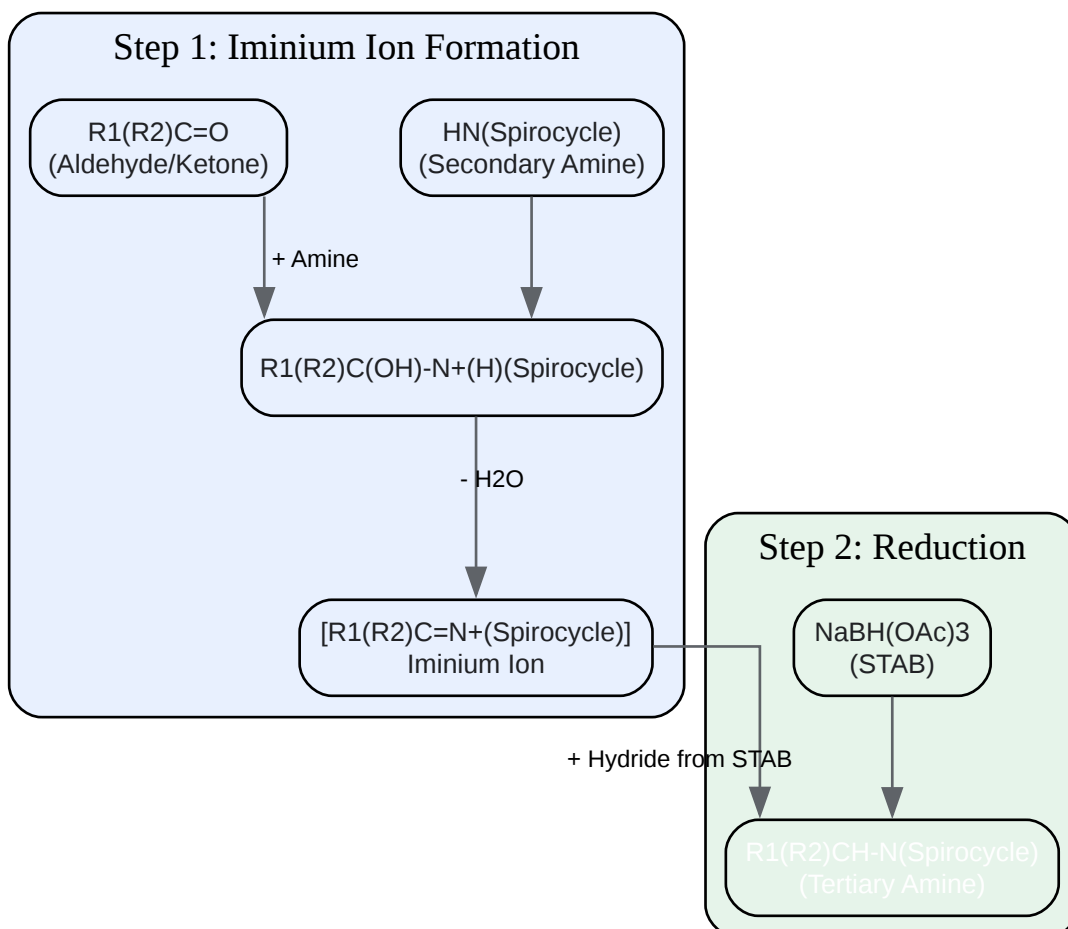 Step 1: Iminium Ion Formation
R1(R2)C=O
(Aldehyde/Ketone)
HN(Spirocycle)
(Secondary Amine)
+ Amine
R1(R2)C(OH)-N+(H)(Spirocycle)
- H2O
[R1(R2)C=N+(Spirocycle)]
Iminium Ion
Step 2: Reduction
NaBH(OAc)3
(STAB)
+ Hydride from STAB
R1(R2)CH-N(Spirocycle)
(Tertiary Amine)